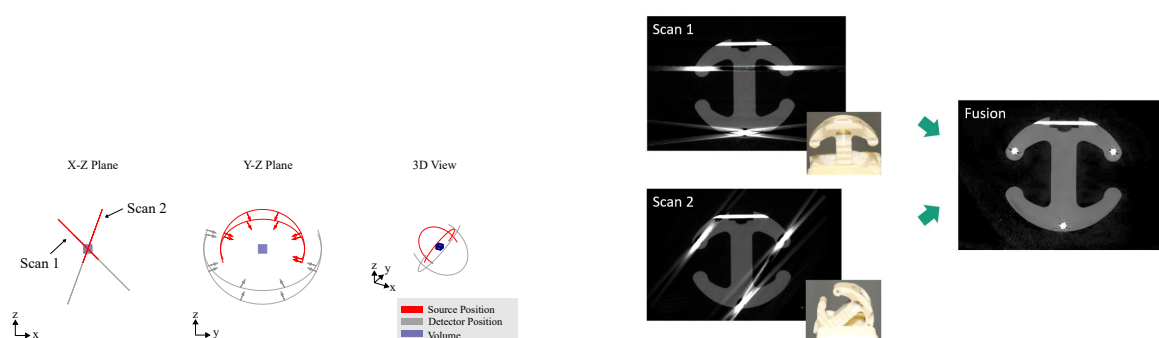 X-Z Plane
Y-Z Plane
3D View
Scan 2
Scan 1
z
x
z
y
z
y
x
Source Position
Detector Position
Volume
Scan 1
Scan 2
Fusion